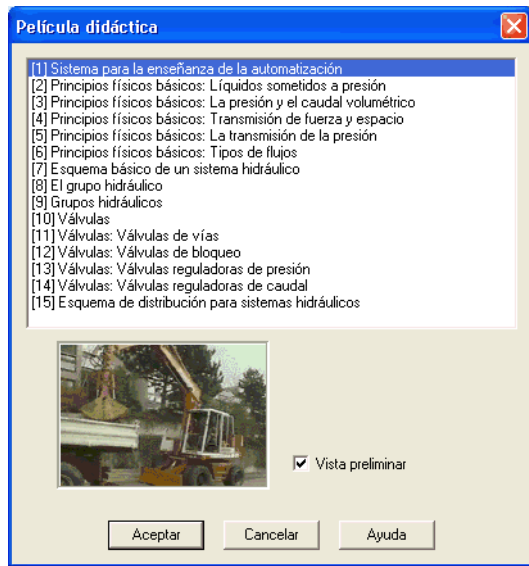 Película didáctica
[1] Sistema para la enseñanza de la automatización
[2] Principios físicos básicos: Líquidos sometidos a presión
[3] Principios físicos básicos: La presión y el caudal volumétrico
[4] Principios físicos básicos: Transmisión de fuerza y espacio
[5] Principios físicos básicos: La transmisión de la presión
[6] Principios físicos básicos: Tipos de flujos
[7] Esquema básico de un sistema hidráulico
[8] El grupo hidráulico
[9] Grupos hidráulicos
[10] Válvulas
[11] Válvulas: Válvulas de vías
[12] Válvulas: Válvulas de bloqueo
[13] Válvulas: Válvulas reguladoras de presión
[14] Válvulas: Válvulas reguladoras de caudal
[15] Esquema de distribución para sistemas hidráulicos
Vista preliminar
Aceptar Cancelar Ayuda